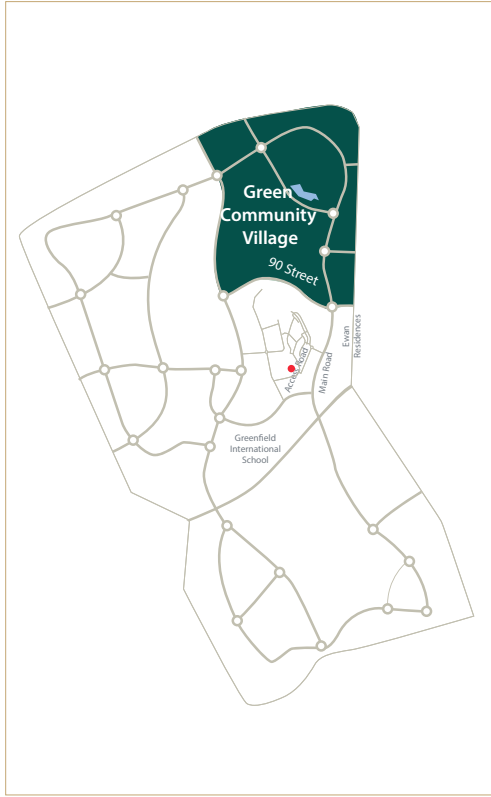 Green
Community
Village
90 Street
Ewan
Residences
Main Road
Access Road
Greenfield
International
School